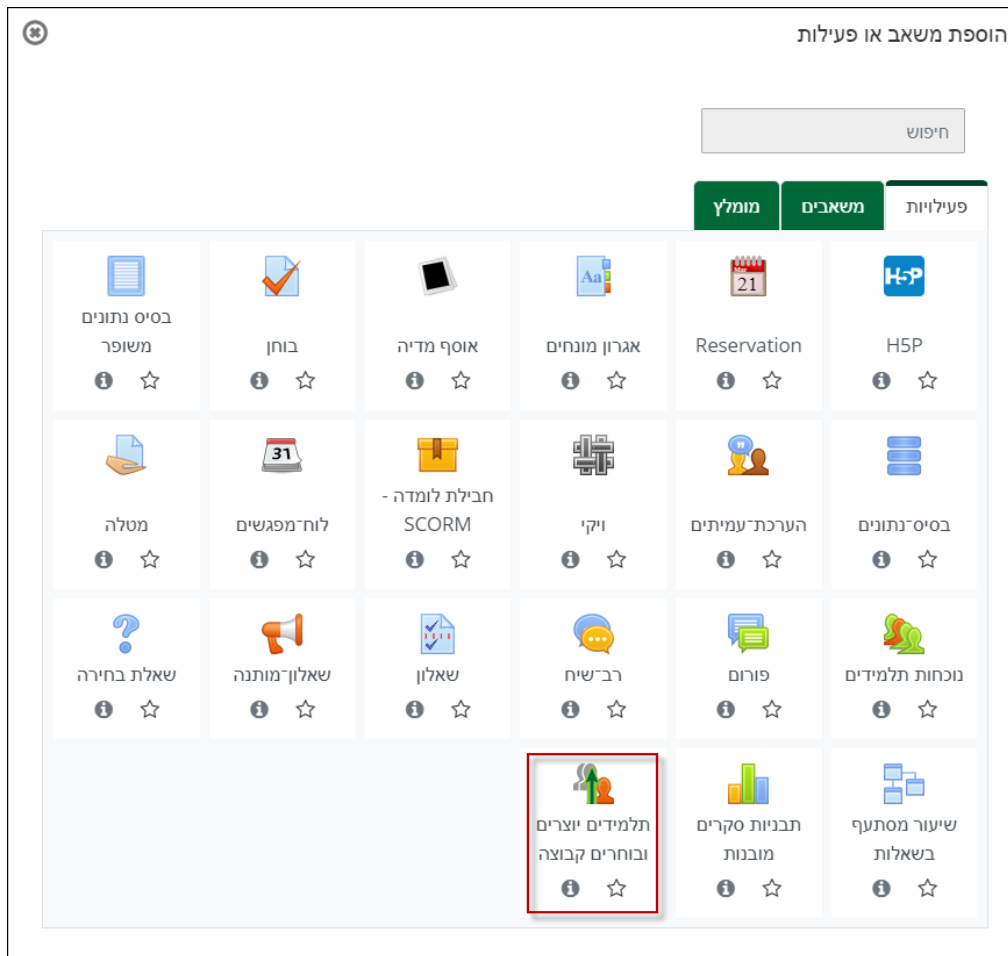 הוספת משאב או פעילות
חיפוש
פעילויות
משאבים
מומלץ
H5P
H5P
Mar
21
Reservation
Aa
אגרון מונחים
אוסף מדיה
בוחן
בסיס נתונים
משופר
בסיס־נתונים
הערכת־עמיתים
ויקי
חבילת לומדה -
SCORM
31
לוח־מפגשים
מטלה
נוכחות תלמידים
פורום
רב־שיח
שאלון
שאלון־מותנה
שאלת בחירה
שיעור מסתעף
בשאלות
תבניות סקרים
מובנות
תלמידים יוצרים
ובוחרים קבוצה